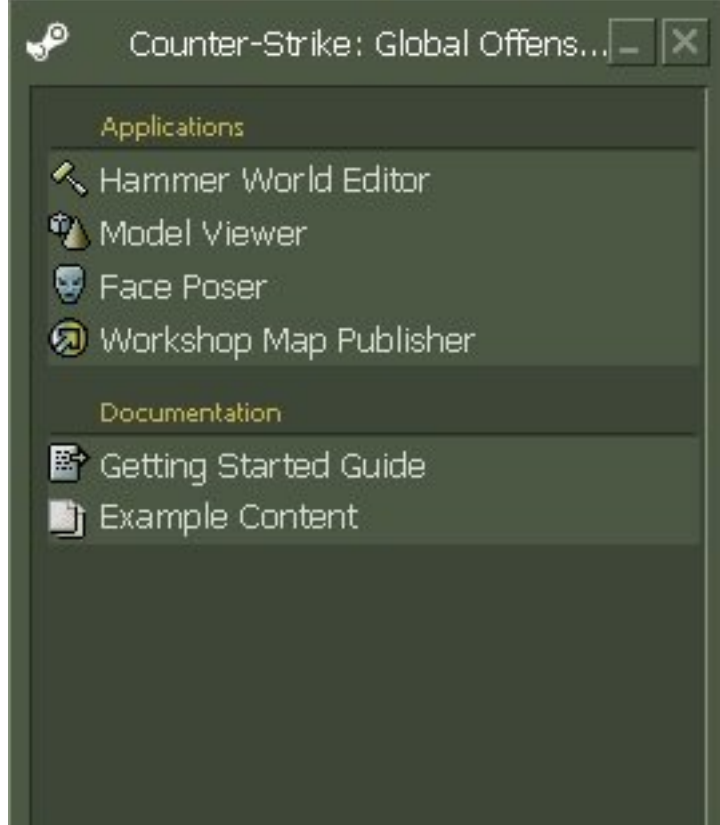 Counter-Strike: Global Offens...
Applications
Hammer World Editor
Model Viewer
Face Poser
Workshop Map Publisher
Documentation
Getting Started Guide
Example Content